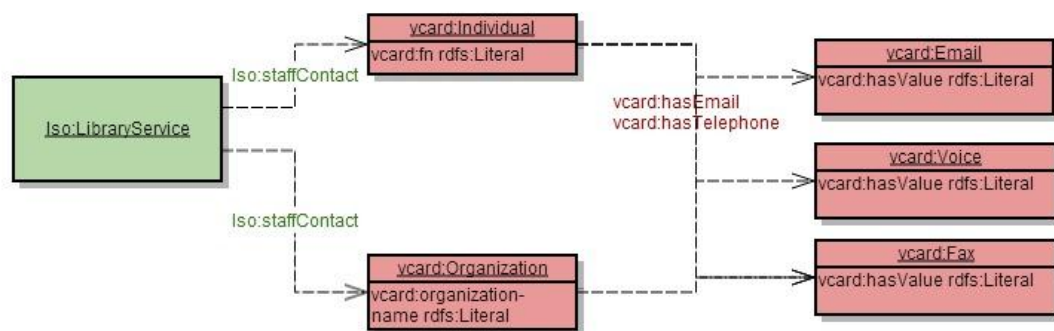 vcard:Individual
vcard:fn rdfs:Literal
lso:staffContact
lso:LibraryService
lso:staffContact
vcard:Organization
vcard:organization-
name rdfs:Literal
vcard:hasEmail
vcard:hasTelephone
vcard:Email
vcard:hasValue rdfs:Literal
vcard:Voice
vcard:hasValue rdfs:Literal
vcard:Fax
vcard:hasValue rdfs:Literal